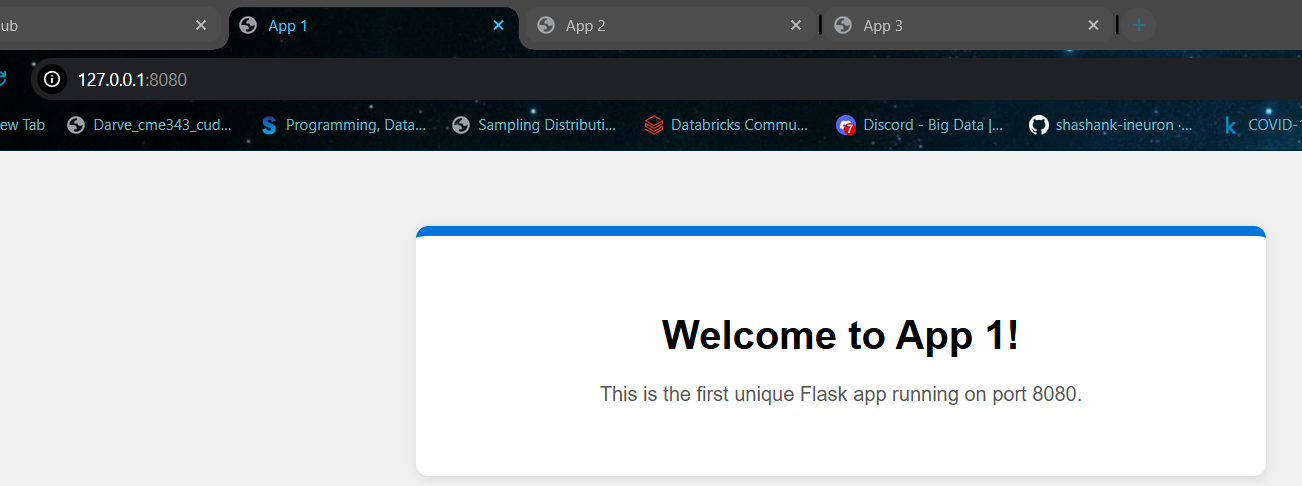 ub
App 1
App 2
App 3
127.0.0.1:8080
ew Tab
Darve_cme343_cud...
Programming, Data...
Sampling Distributi...
Databricks Commu...
7
Discord - Big Data |...
shashank-ineuron ·...
k
COVID-1
Welcome to App 1!
This is the first unique Flask app running on port 8080.